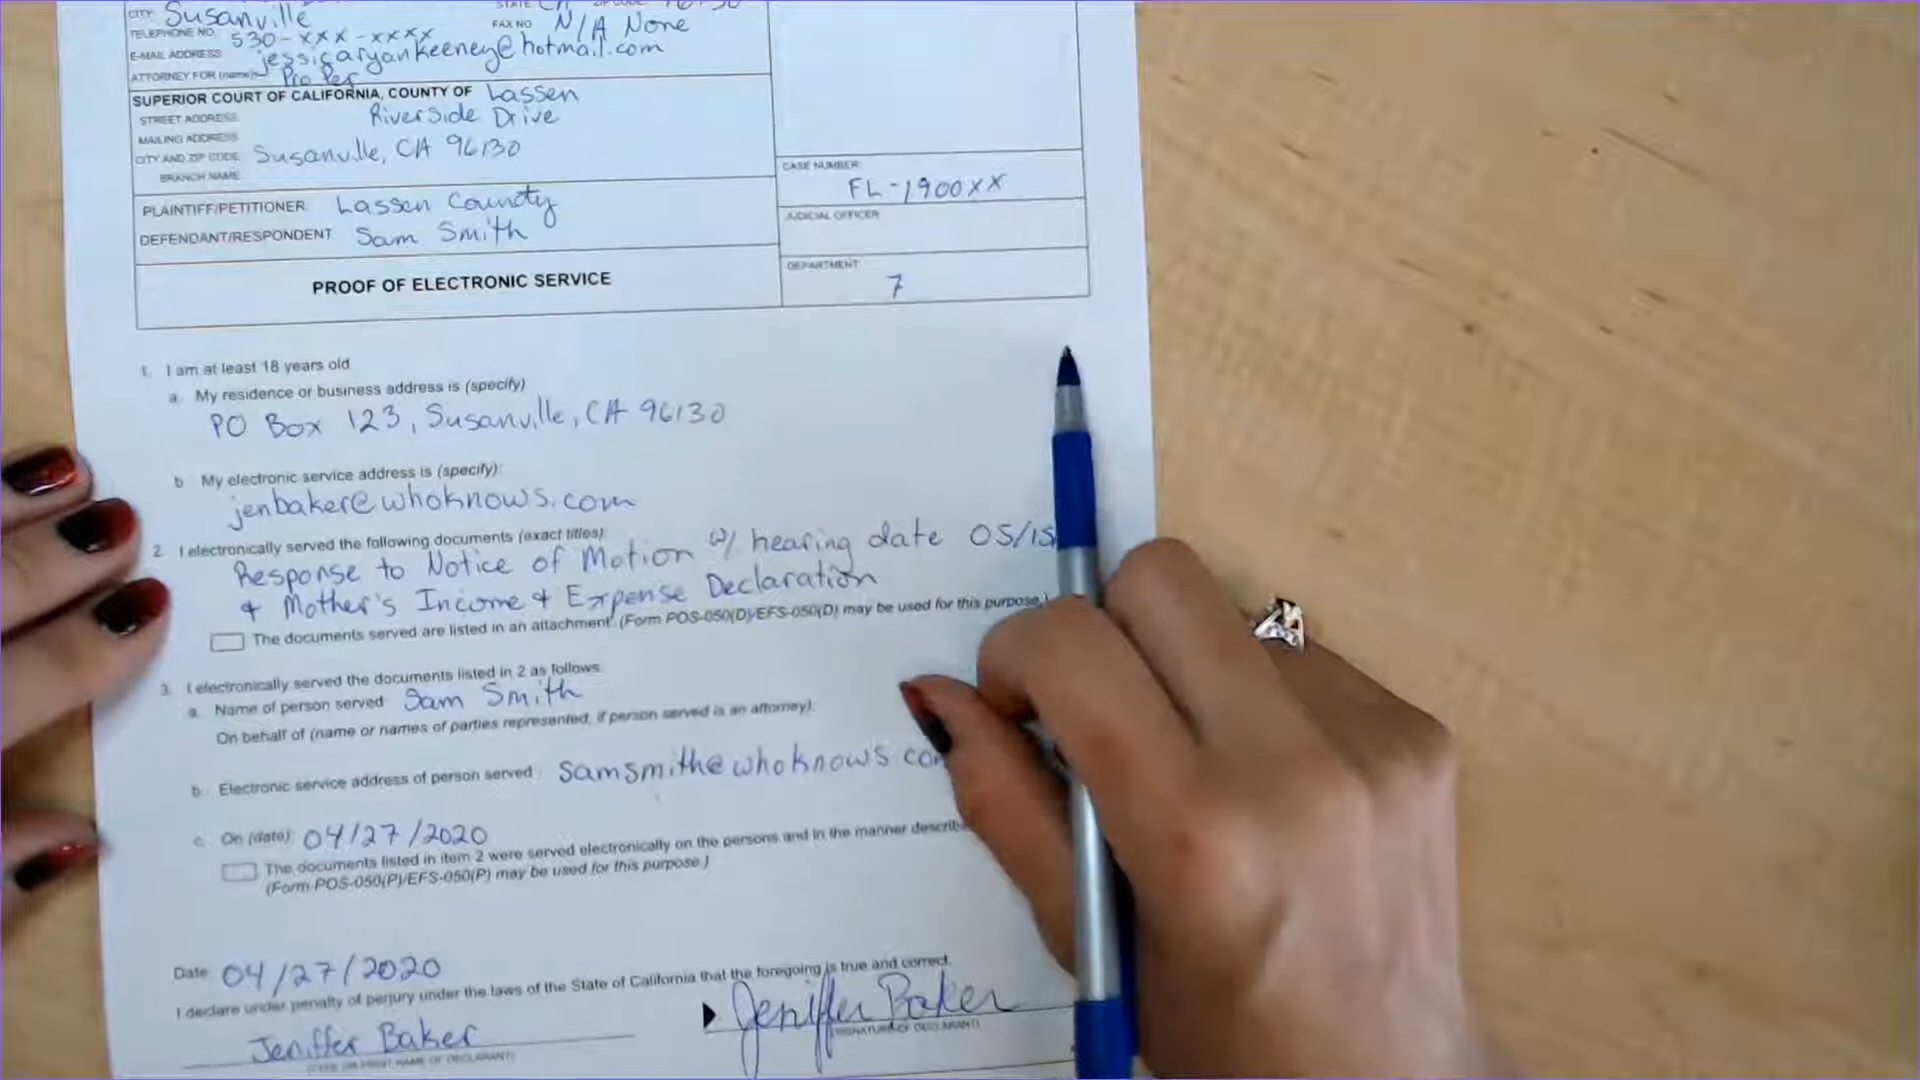 CITY: Susanville
TELEPHONE NO. 530-xxx-xxxx FAX NO. N/A None
E-MAIL ADDRESS: jessicaryankeeney@hotmail.com
ATTORNEY FOR (name): Pro Per
SUPERIOR COURT OF CALIFORNIA, COUNTY OF Lassen
STREET ADDRESS: Riverside Drive
MAILING ADDRESS:
CITY AND ZIP CODE: Susanville, CA 96130
BRANCH NAME:
CASE NUMBER:
FL-1900XX
PLAINTIFF/PETITIONER: Lassen County
DEFENDANT/RESPONDENT: Sam Smith
JUDICIAL OFFICER:
PROOF OF ELECTRONIC SERVICE
DEPARTMENT:
7
1. I am at least 18 years old.
a. My residence or business address is (specify):
PO Box 123, Susanville, CA 96130
b. My electronic service address is (specify):
jenbaker@whoknows.com
2. I electronically served the following documents (exact titles):
Response to Notice of Motion w/ hearing date 05/15
& Mother's Income & Expense Declaration
The documents served are listed in an attachment. (Form POS-050(D)/EFS-050(D) may be used for this purpose.)
3. I electronically served the documents listed in 2 as follows:
a. Name of person served: Sam Smith
On behalf of (name or names of parties represented, if person served is an attorney):
b. Electronic service address of person served: samsmith@whoknows.co
c. On (date): 04/27/2020
The documents listed in item 2 were served electronically on the persons and in the manner describe
(Form POS-050(P)/EFS-050(P) may be used for this purpose.)
Date: 04/27/2020
I declare under penalty of perjury under the laws of the State of California that the foregoing is true and correct.
Jeniffer Baker
Jeniffer Baker
(TYPE OR PRINT NAME OF DECLARANT)
(SIGNATURE OF DECLARANT)